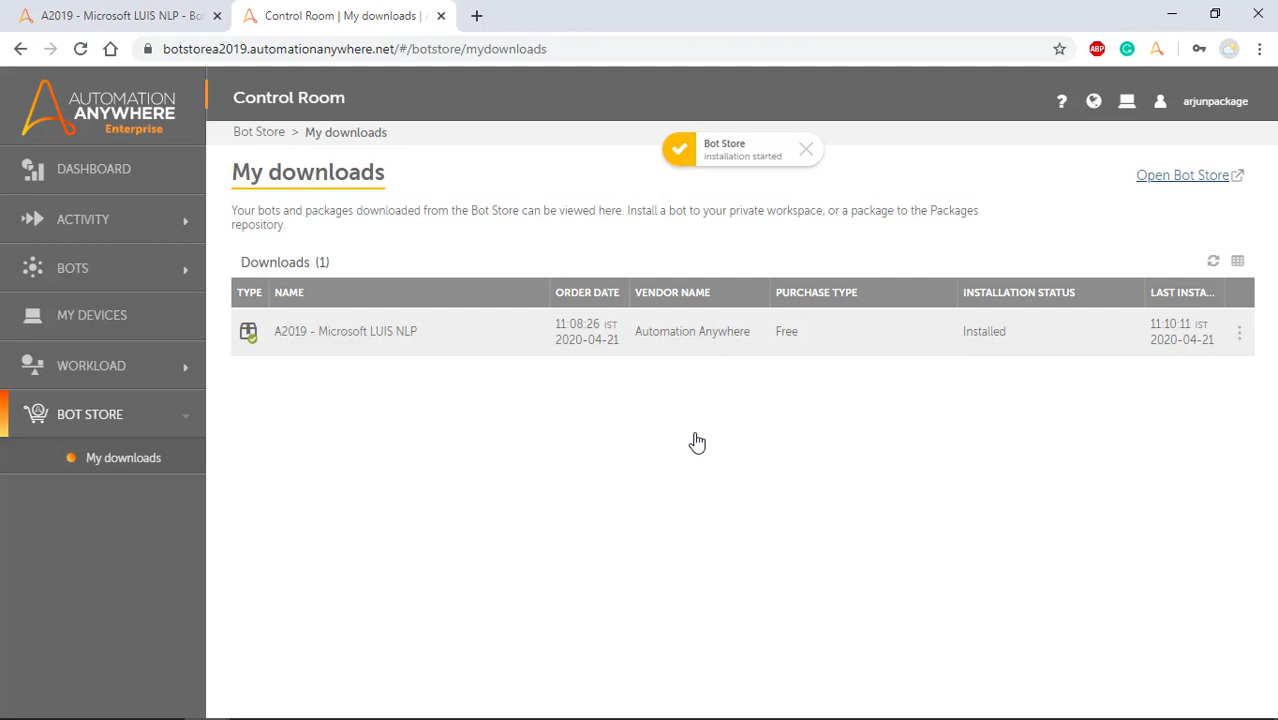 A2019 - Microsoft LUIS NLP - Bo
Control Room | My downloads |
botstorea2019.automationanywhere.net/#/botstore/mydownloads
ABP
AUTOMATION
ANYWHERE
Enterprise
Control Room
arjunpackage
Bot Store > My downloads
Bot Store
installation started
My downloads
Open Bot Store
Your bots and packages downloaded from the Bot Store can be viewed here. Install a bot to your private workspace, or a package to the Packages
repository.
Downloads (1)
TYPE NAME ORDER DATE VENDOR NAME PURCHASE TYPE INSTALLATION STATUS LAST INSTA...
A2019 - Microsoft LUIS NLP 11:08:26 IST 2020-04-21 Automation Anywhere Free Installed 11:10:11 IST 2020-04-21
DASHBOARD
ACTIVITY
BOTS
MY DEVICES
WORKLOAD
BOT STORE
My downloads